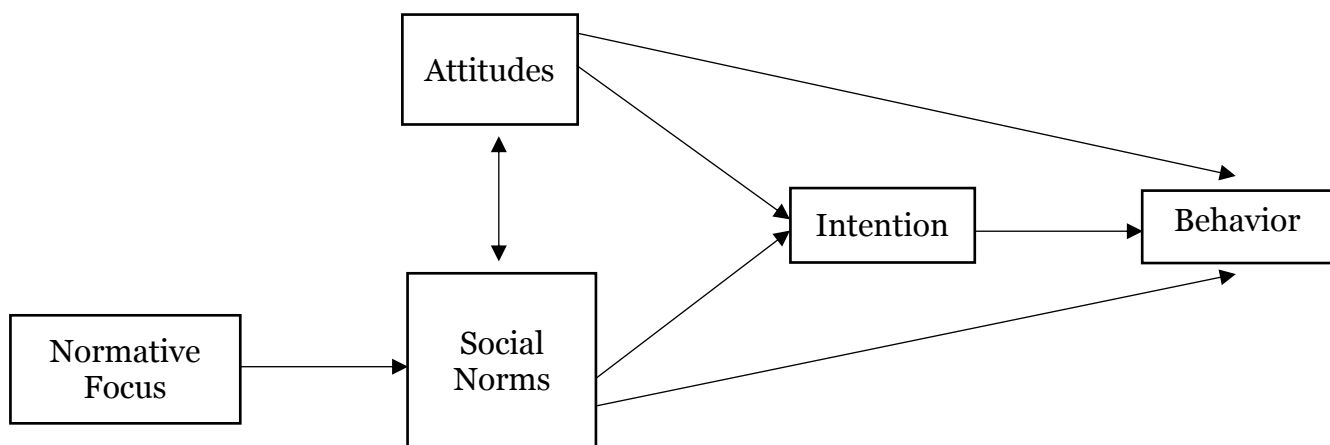 Attitudes
Intention
Behavior
Normative
Focus
Social
Norms